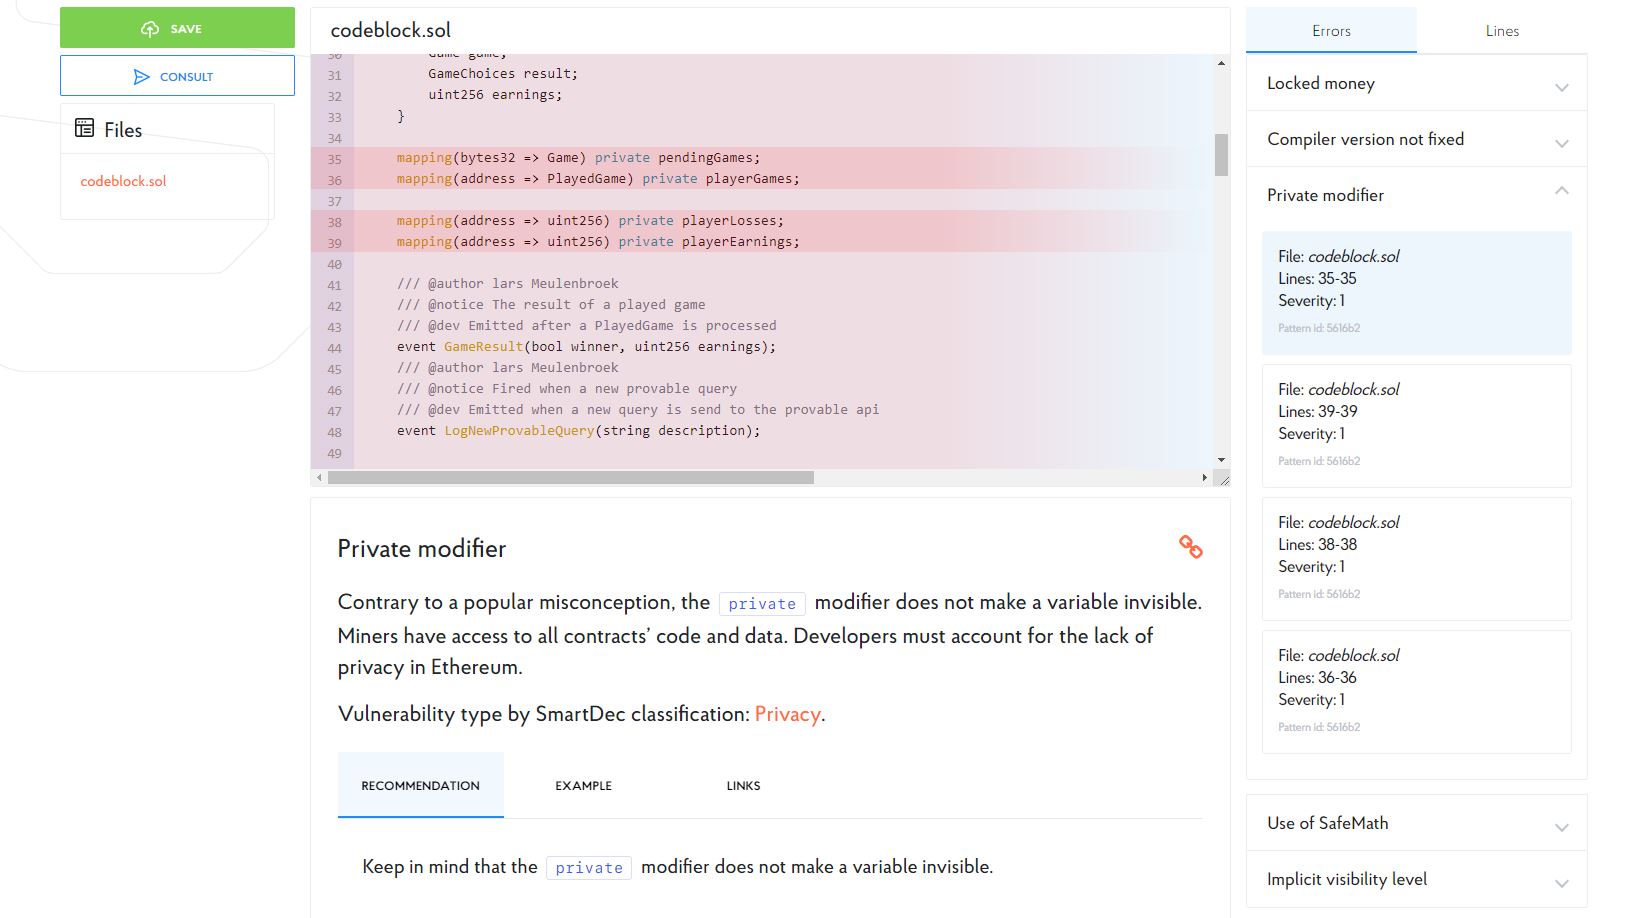 SAVE
CONSULT
Files
codeblock.sol
codeblock.sol
30 Game game;
31 GameChoices result;
32 uint256 earnings;
33 }
34
35 mapping(bytes32 => Game) private pendingGames;
36 mapping(address => PlayedGame) private playerGames;
37
38 mapping(address => uint256) private playerLosses;
39 mapping(address => uint256) private playerEarnings;
40
41 /// @author lars Meulenbroek
42 /// @notice The result of a played game
43 /// @dev Emitted after a PlayedGame is processed
44 event GameResult(bool winner, uint256 earnings);
45 /// @author lars Meulenbroek
46 /// @notice Fired when a new provable query
47 /// @dev Emitted when a new query is send to the provable api
48 event LogNewProvableQuery(string description);
49
Private modifier
Contrary to a popular misconception, the private modifier does not make a variable invisible.
Miners have access to all contracts’ code and data. Developers must account for the lack of
privacy in Ethereum.
Vulnerability type by SmartDec classification: Privacy.
RECOMMENDATION EXAMPLE LINKS
Keep in mind that the private modifier does not make a variable invisible.
Errors Lines
Locked money
Compiler version not fixed
Private modifier
File: codeblock.sol
Lines: 35-35
Severity: 1
Pattern id: 5616b2
File: codeblock.sol
Lines: 39-39
Severity: 1
Pattern id: 5616b2
File: codeblock.sol
Lines: 38-38
Severity: 1
Pattern id: 5616b2
File: codeblock.sol
Lines: 36-36
Severity: 1
Pattern id: 5616b2
Use of SafeMath
Implicit visibility level